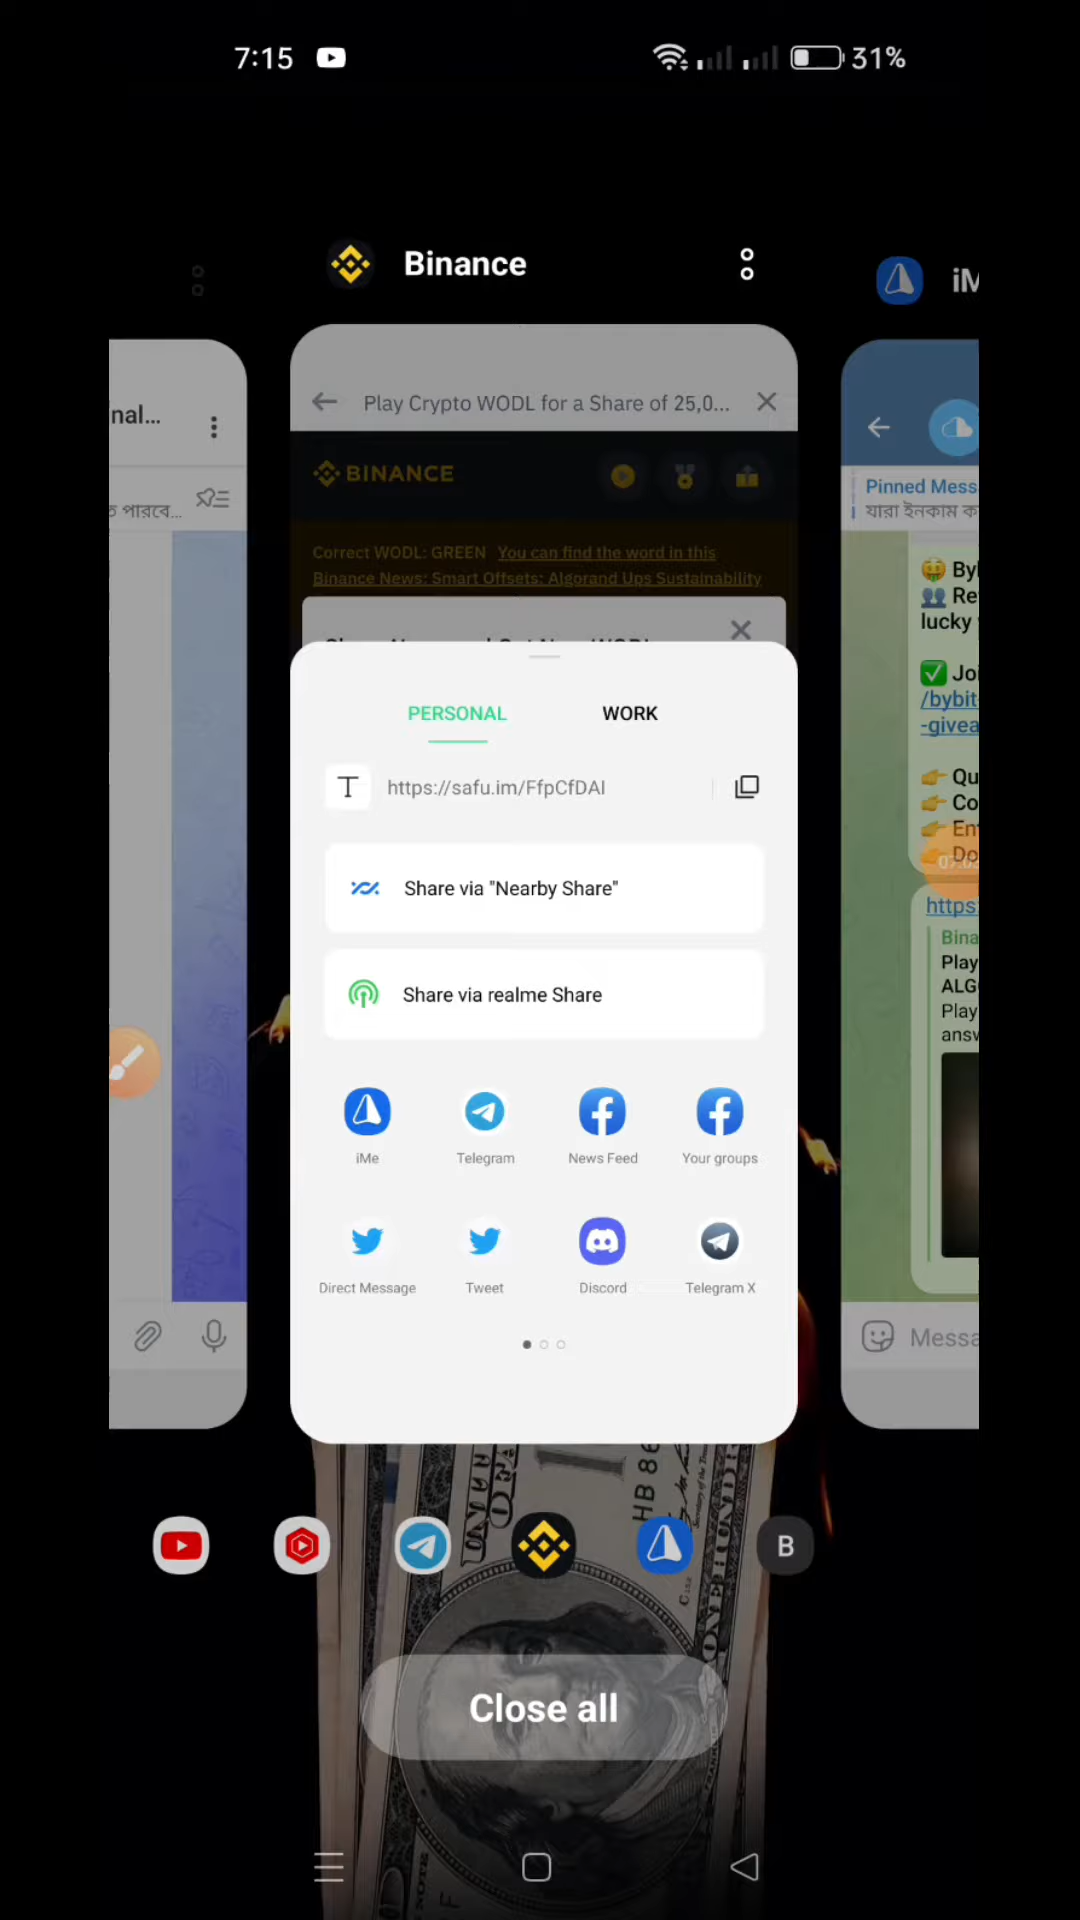 7:15
31%
Binance
iM
nal...
ত পারবে...
Play Crypto WODL for a Share of 25,0...
BINANCE
Correct WODL: GREEN You can find the word in this
Binance News: Smart Offsets: Algorand Ups Sustainability
PERSONAL
WORK
T
https://safu.im/FfpCfDAI
Share via "Nearby Share"
Share via realme Share
iMe
Telegram
News Feed
Your groups
Direct Message
Tweet
Discord
Telegram X
Pinned Mess
যারা ইনকাম ক
Byl
Re
lucky
Joi
/bybit-
-givea
Qu
Co
En
Do
https:
Bina
Play
ALG
Play
answ
Messa
B
Close all